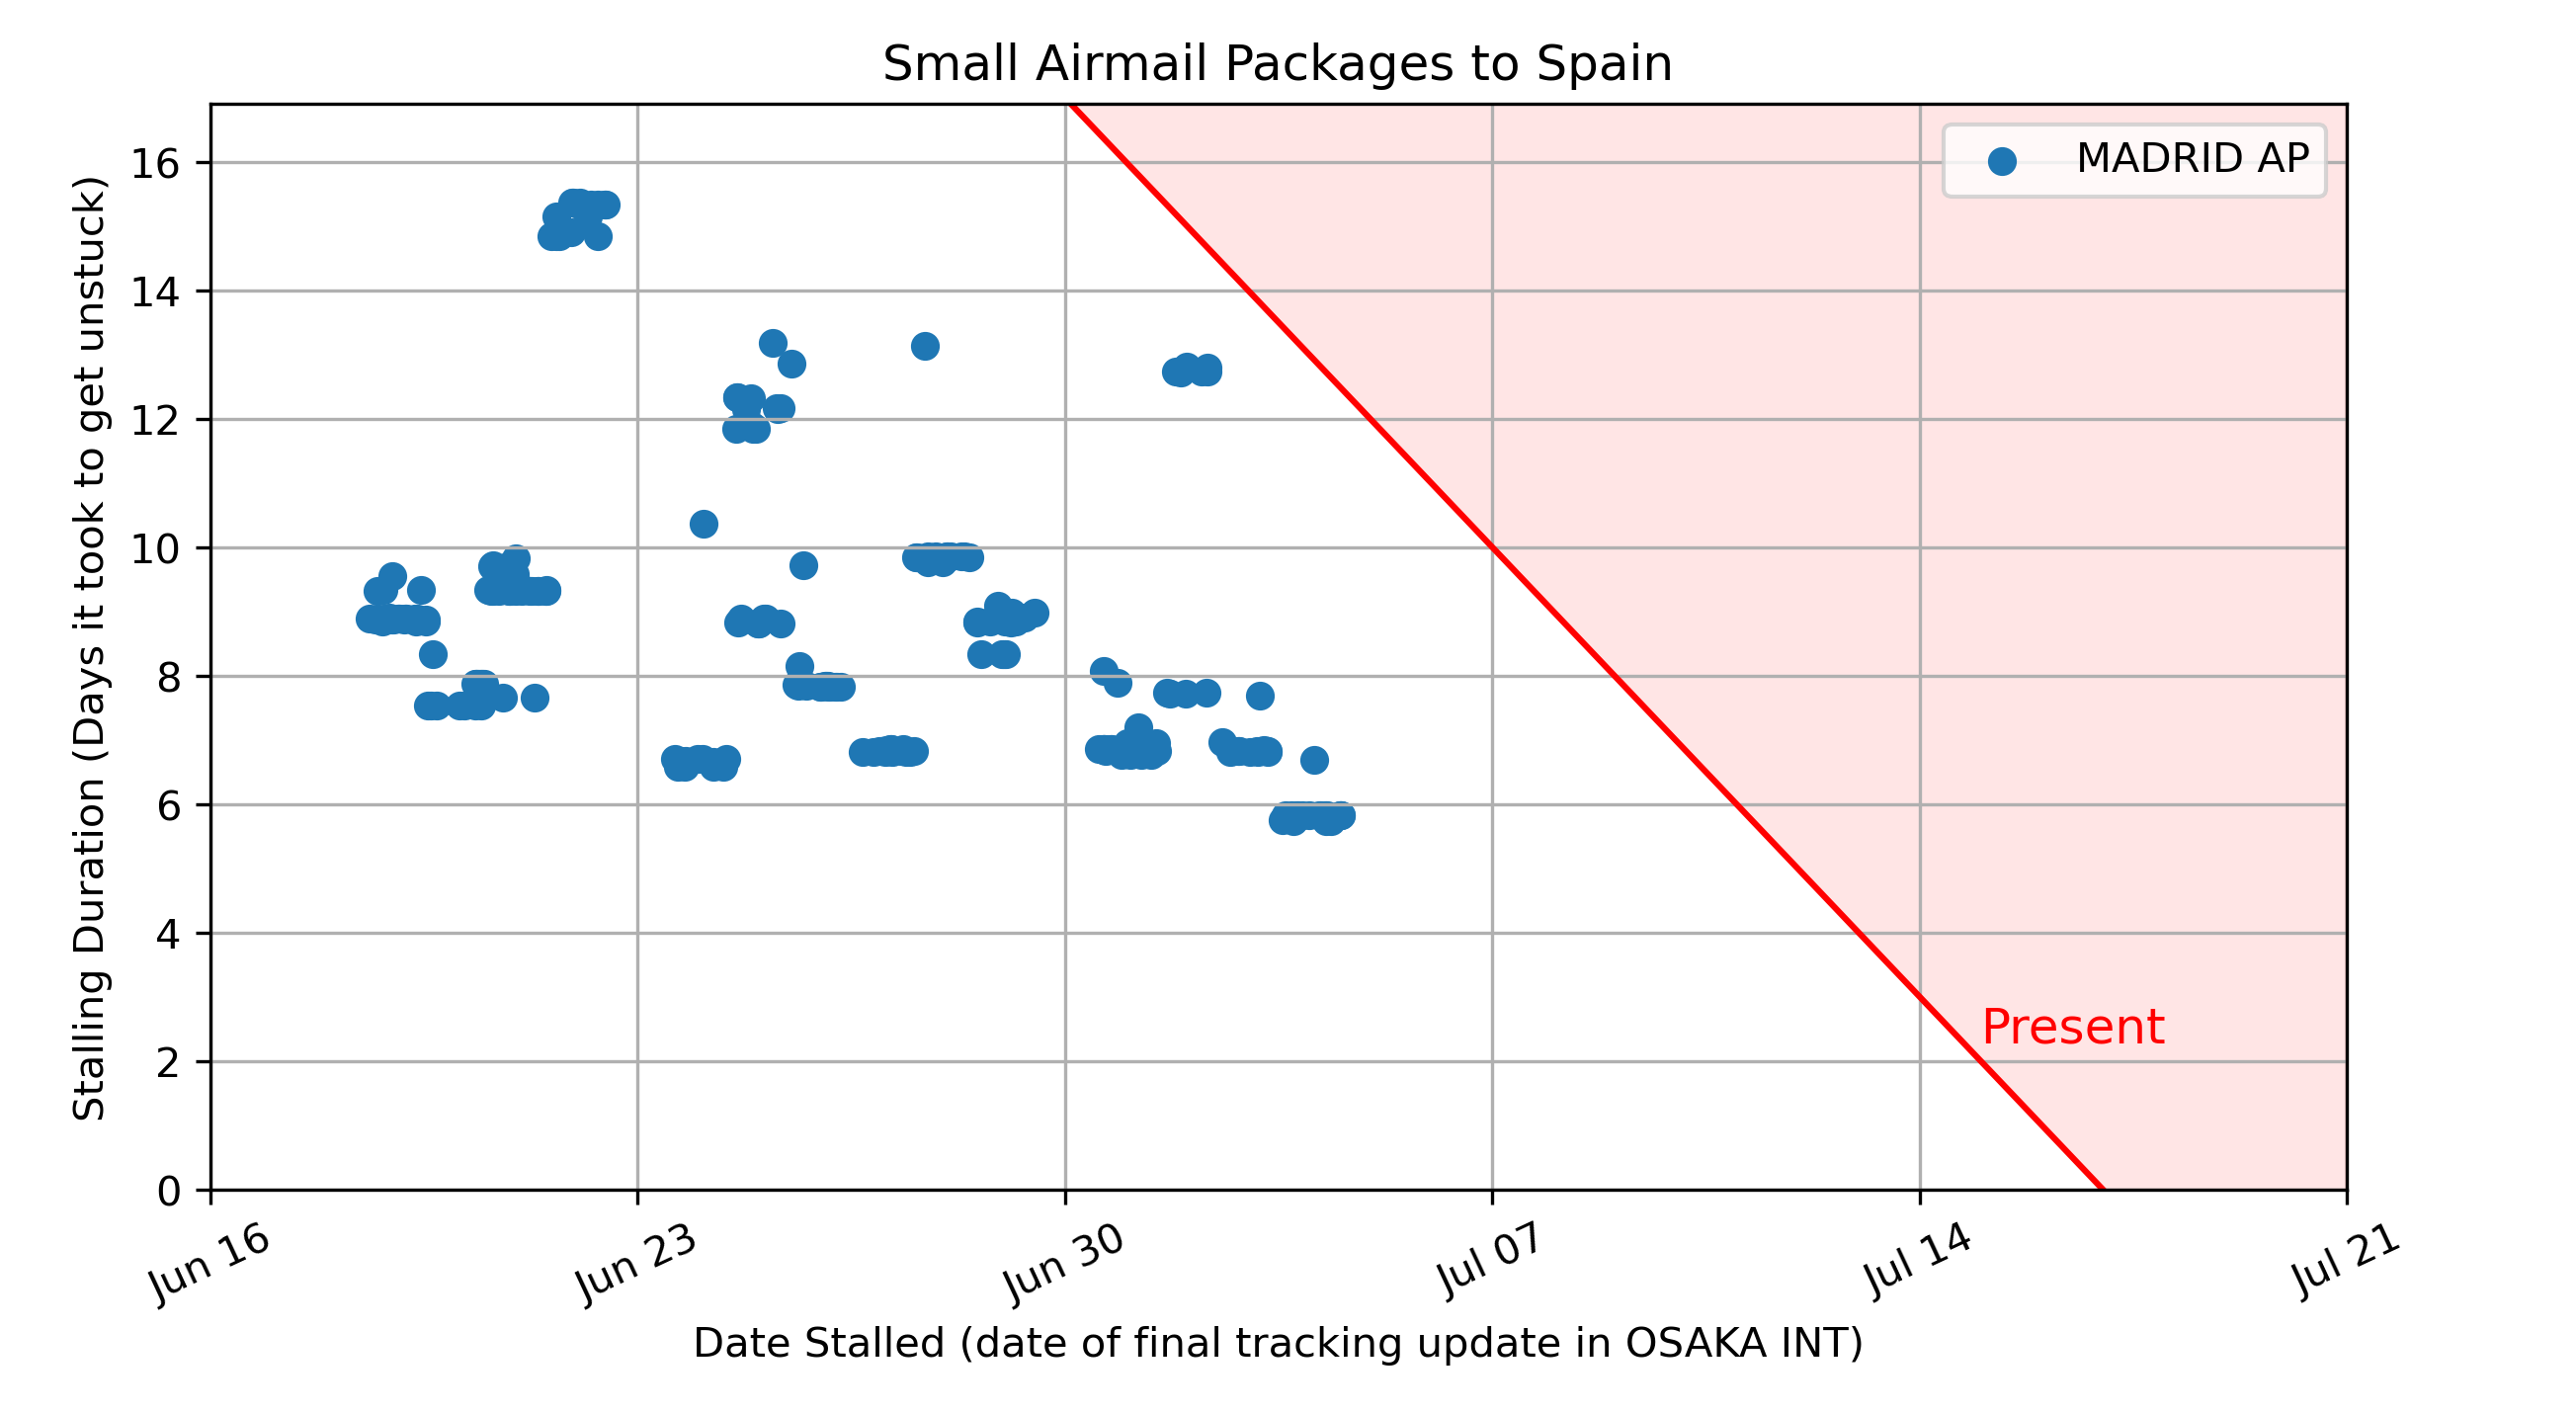 Small Airmail Packages to Spain
MADRID AP
Stalling Duration (Days it took to get unstuck)
16
14
12
10
8
6
4
2
0
Present
Jun 16
Jun 23
Jun 30
Jul 07
Jul 14
Jul 21
Date Stalled (date of final tracking update in OSAKA INT)